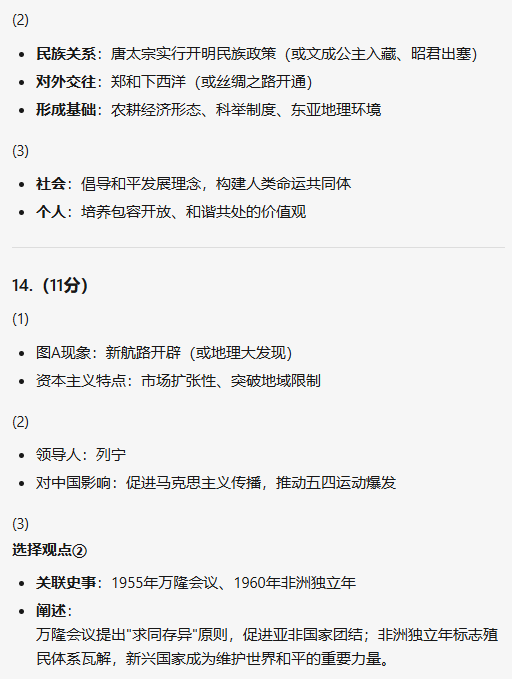 (2)
• 民族关系：唐太宗实行开明民族政策（或文成公主入藏、昭君出塞）
• 对外交往：郑和下西洋（或丝绸之路开通）
• 形成基础：农耕经济形态、科举制度、东亚地理环境
(3)
• 社会：倡导和平发展理念，构建人类命运共同体
• 个人：培养包容开放、和谐共处的价值观
14.（11分）
(1)
• 图A现象：新航路开辟（或地理大发现）
• 资本主义特点：市场扩张性、突破地域限制
(2)
• 领导人：列宁
• 对中国影响：促进马克思主义传播，推动五四运动爆发
(3)
选择观点②
• 关联史事：1955年万隆会议、1960年非洲独立年
• 阐述：
万隆会议提出"求同存异"原则，促进亚非国家团结；非洲独立年标志殖
民体系瓦解，新兴国家成为维护世界和平的重要力量。